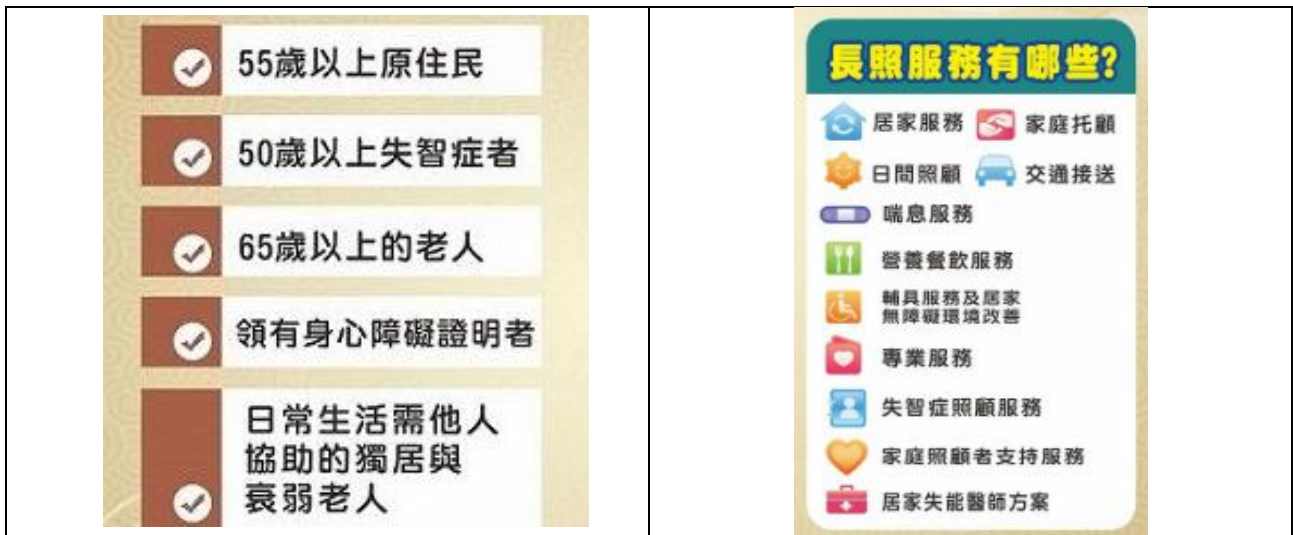 55歲以上原住民
50歲以上失智症者
65歲以上的老人
領有身心障礙證明者
日常生活需他人
協助的獨居與
衰弱老人
長照服務有哪些?
居家服務 家庭托顧
日間照顧 交通接送
喘息服務
營養餐飲服務
輔具服務及居家
無障礙環境改善
專業服務
失智症照顧服務
家庭照顧者支持服務
居家失能醫師方案